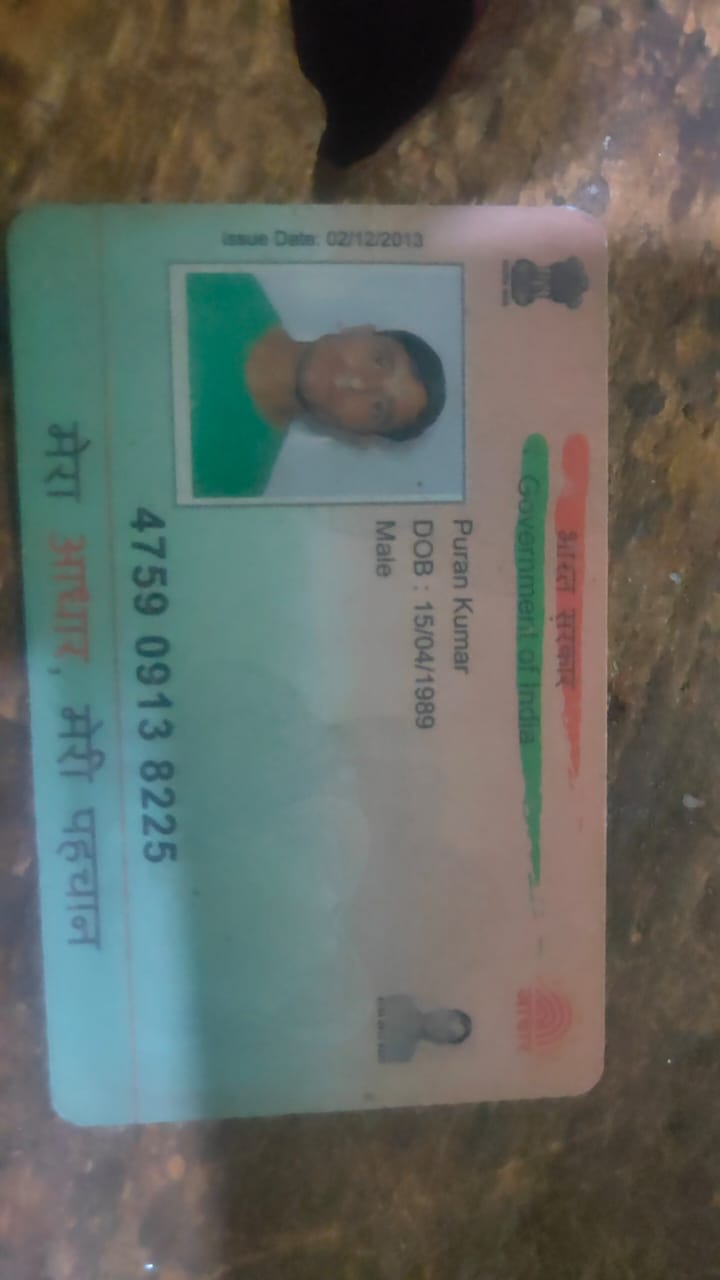 भारत सरकार
Government of India
आधार
Issue Date: 02/12/2013
Puran Kumar
DOB : 15/04/1989
Male
4759 0913 8225
मेरा आधार, मेरी पहचान